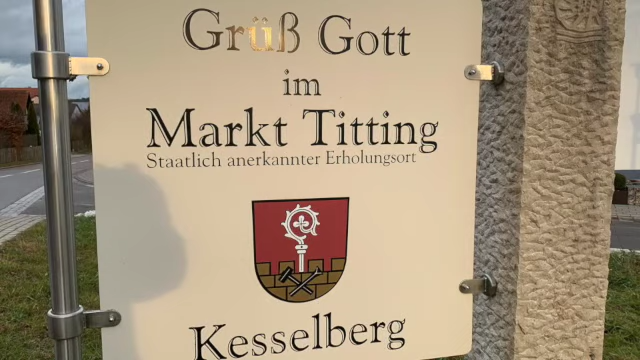 Grüß Gott
im
Markt Titting
Staatlich anerkannter Erholungsort
Kesselberg